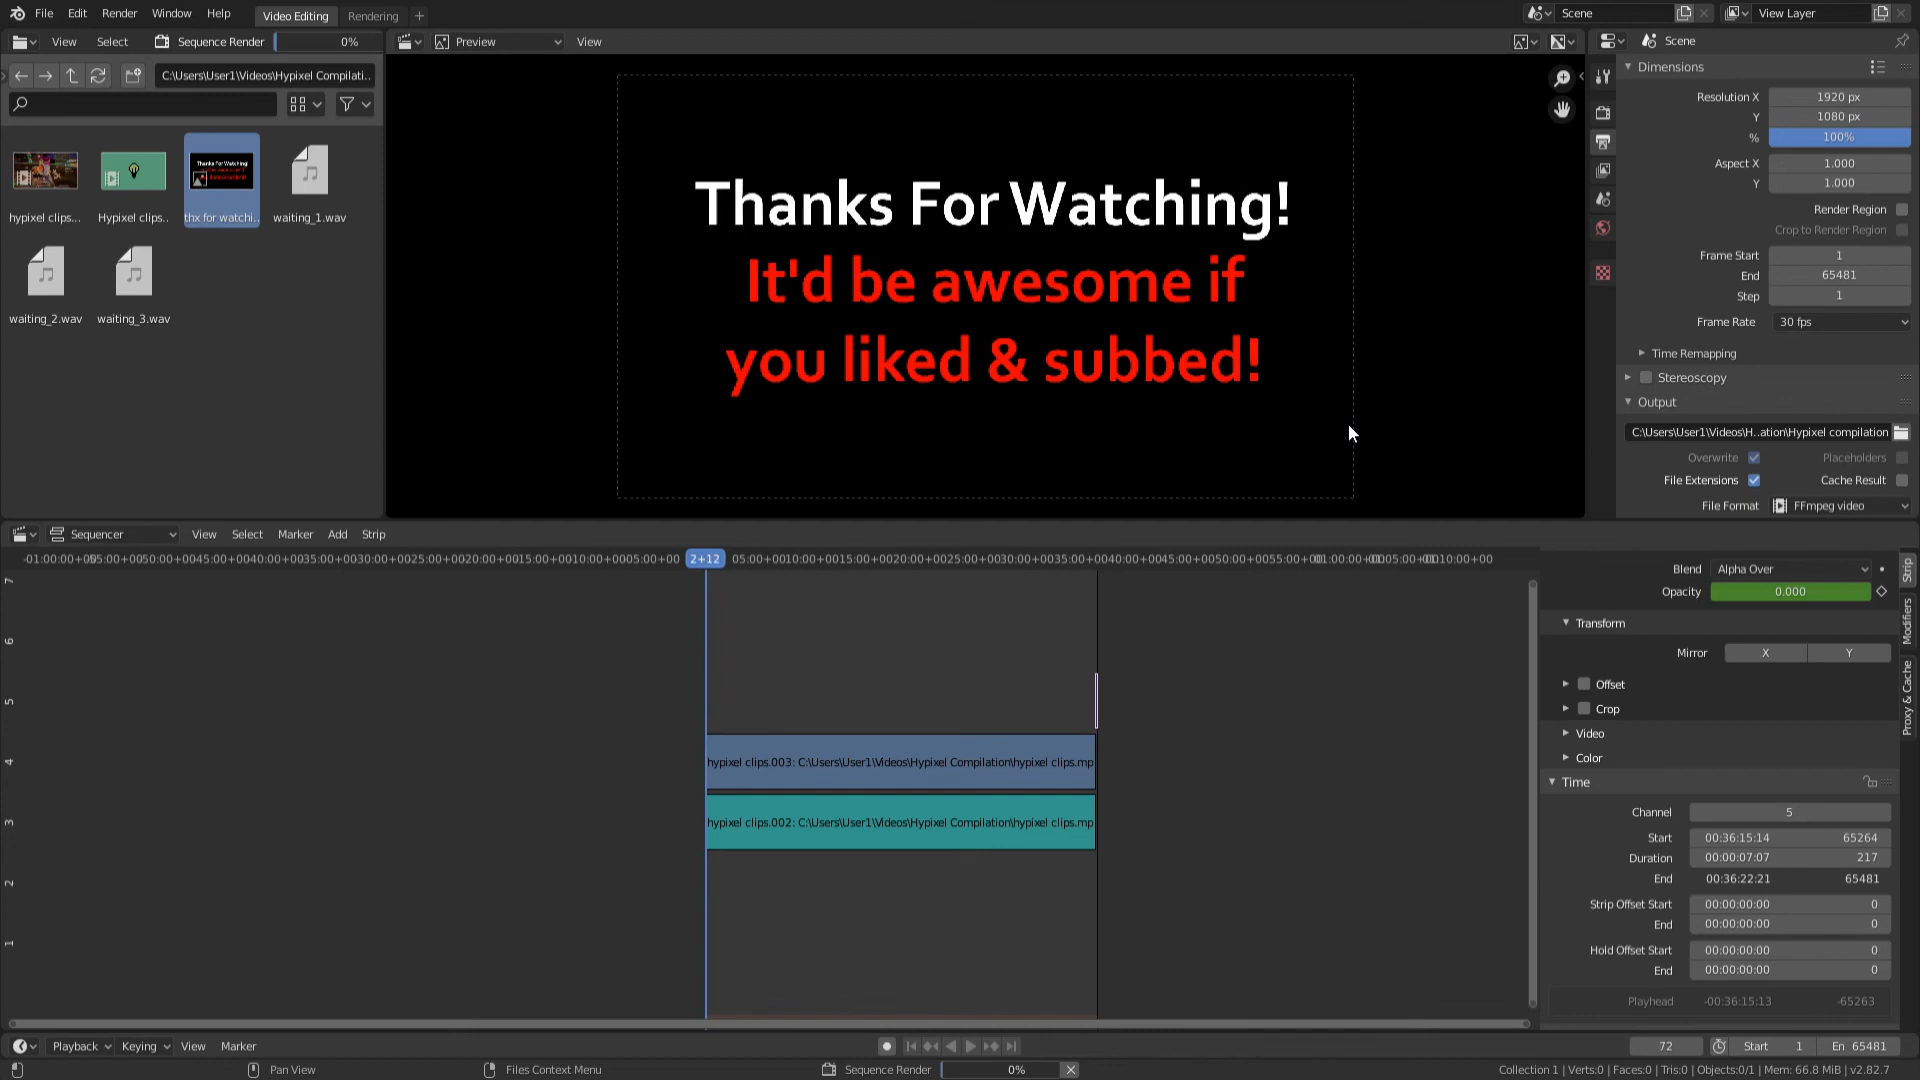 File Edit Render Window Help Video Editing Rendering + Scene View Layer
View Select Sequence Render 0% Preview View Scene
C:\Users\User1\Videos\Hypixel Compilati..
hypixel clips... Hypixel clips.. thx for watchi.. waiting_1.wav
waiting_2.wav waiting_3.wav
Thanks For Watching!
It'd be awesome if
you liked & subbed!
Dimensions
Resolution X 1920 px
Y 1080 px
% 100%
Aspect X 1.000
Y 1.000
Render Region
Crop to Render Region
Frame Start 1
End 65481
Step 1
Frame Rate 30 fps
Time Remapping
Stereoscopy
Output
C:\Users\User1\Videos\H..ation\Hypixel compilation
Overwrite Placeholders
File Extensions Cache Result
File Format FFmpeg video
Sequencer View Select Marker Add Strip
2+12
7
6
5
4
3
2
1
hypixel clips.003: C:\Users\User1\Videos\Hypixel Compilation\hypixel clips.mp
hypixel clips.002: C:\Users\User1\Videos\Hypixel Compilation\hypixel clips.mp
Blend Alpha Over
Opacity 0.000
Transform
Mirror X Y
Offset
Crop
Video
Color
Time
Channel 5
Start 00:36:15:14 65264
Duration 00:00:07:07 217
End 00:36:22:21 65481
Strip Offset Start 00:00:00:00 0
End 00:00:00:00 0
Hold Offset Start 00:00:00:00 0
End 00:00:00:00 0
Playhead -00:36:15:13 -65263
Strip
Modifiers
Proxy & Cache
Playback Keying View Marker 72 Start 1 En 65481
Pan View Files Context Menu Sequence Render 0% Collection 1 | Verts:0 | Faces:0 | Tris:0 | Objects:0/1 | Mem: 66.8 MiB | v2.82.7